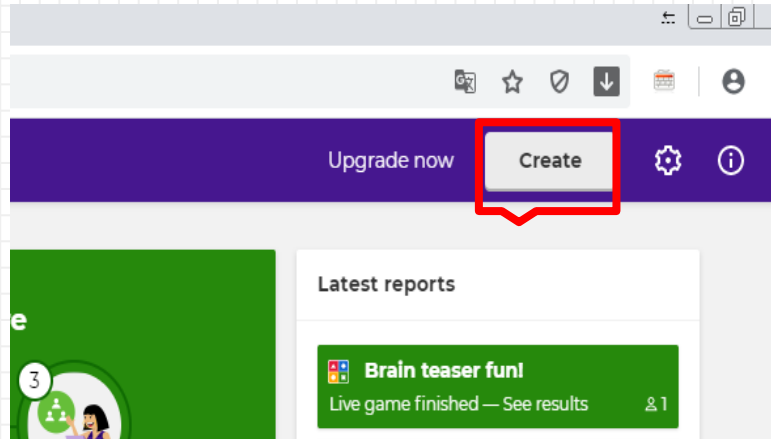 Upgrade now
Create
Latest reports
e
3
Brain teaser fun!
Live game finished — See results
1